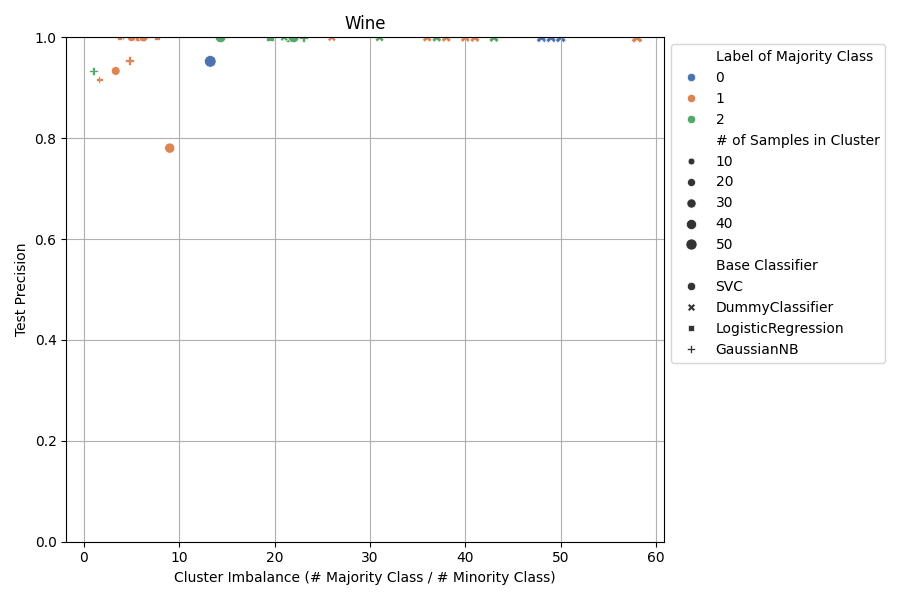 Wine
1.0
0.8
0.6
0.4
0.2
0.0
Test Precision
0
10
20
30
40
50
60
Cluster Imbalance (# Majority Class / # Minority Class)
Label of Majority Class
0
1
2
# of Samples in Cluster
10
20
30
40
50
Base Classifier
SVC
DummyClassifier
LogisticRegression
GaussianNB